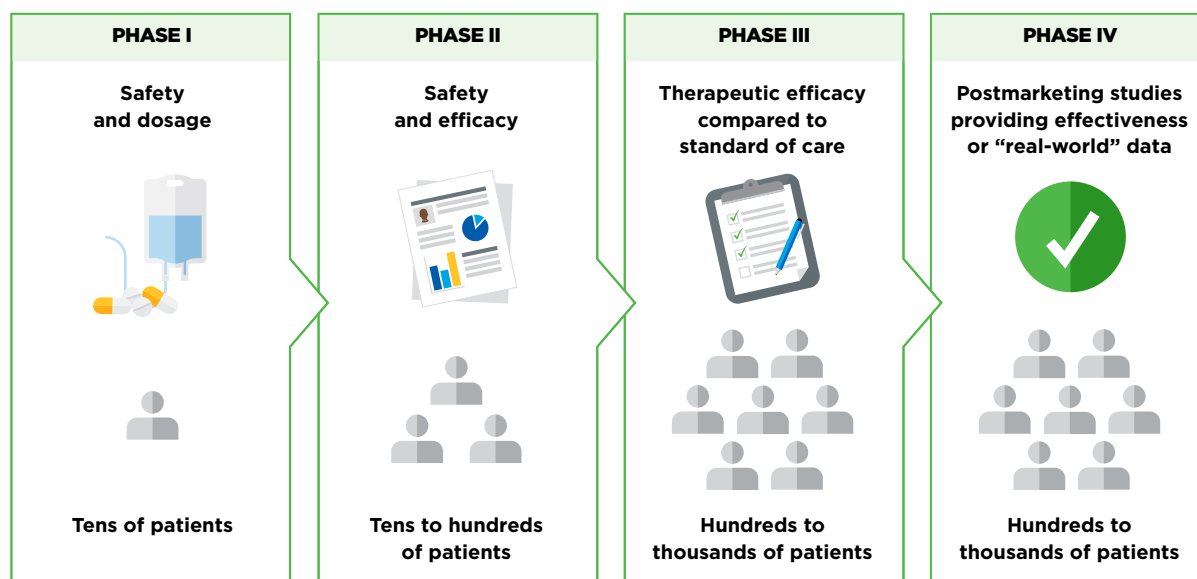 PHASE I
Safety
and dosage
Tens of patients
PHASE II
Safety
and efficacy
Tens to hundreds
of patients
PHASE III
Therapeutic efficacy
compared to
standard of care
Hundreds to
thousands of patients
PHASE IV
Postmarketing studies
providing effectiveness
or “real-world” data
Hundreds to
thousands of patients